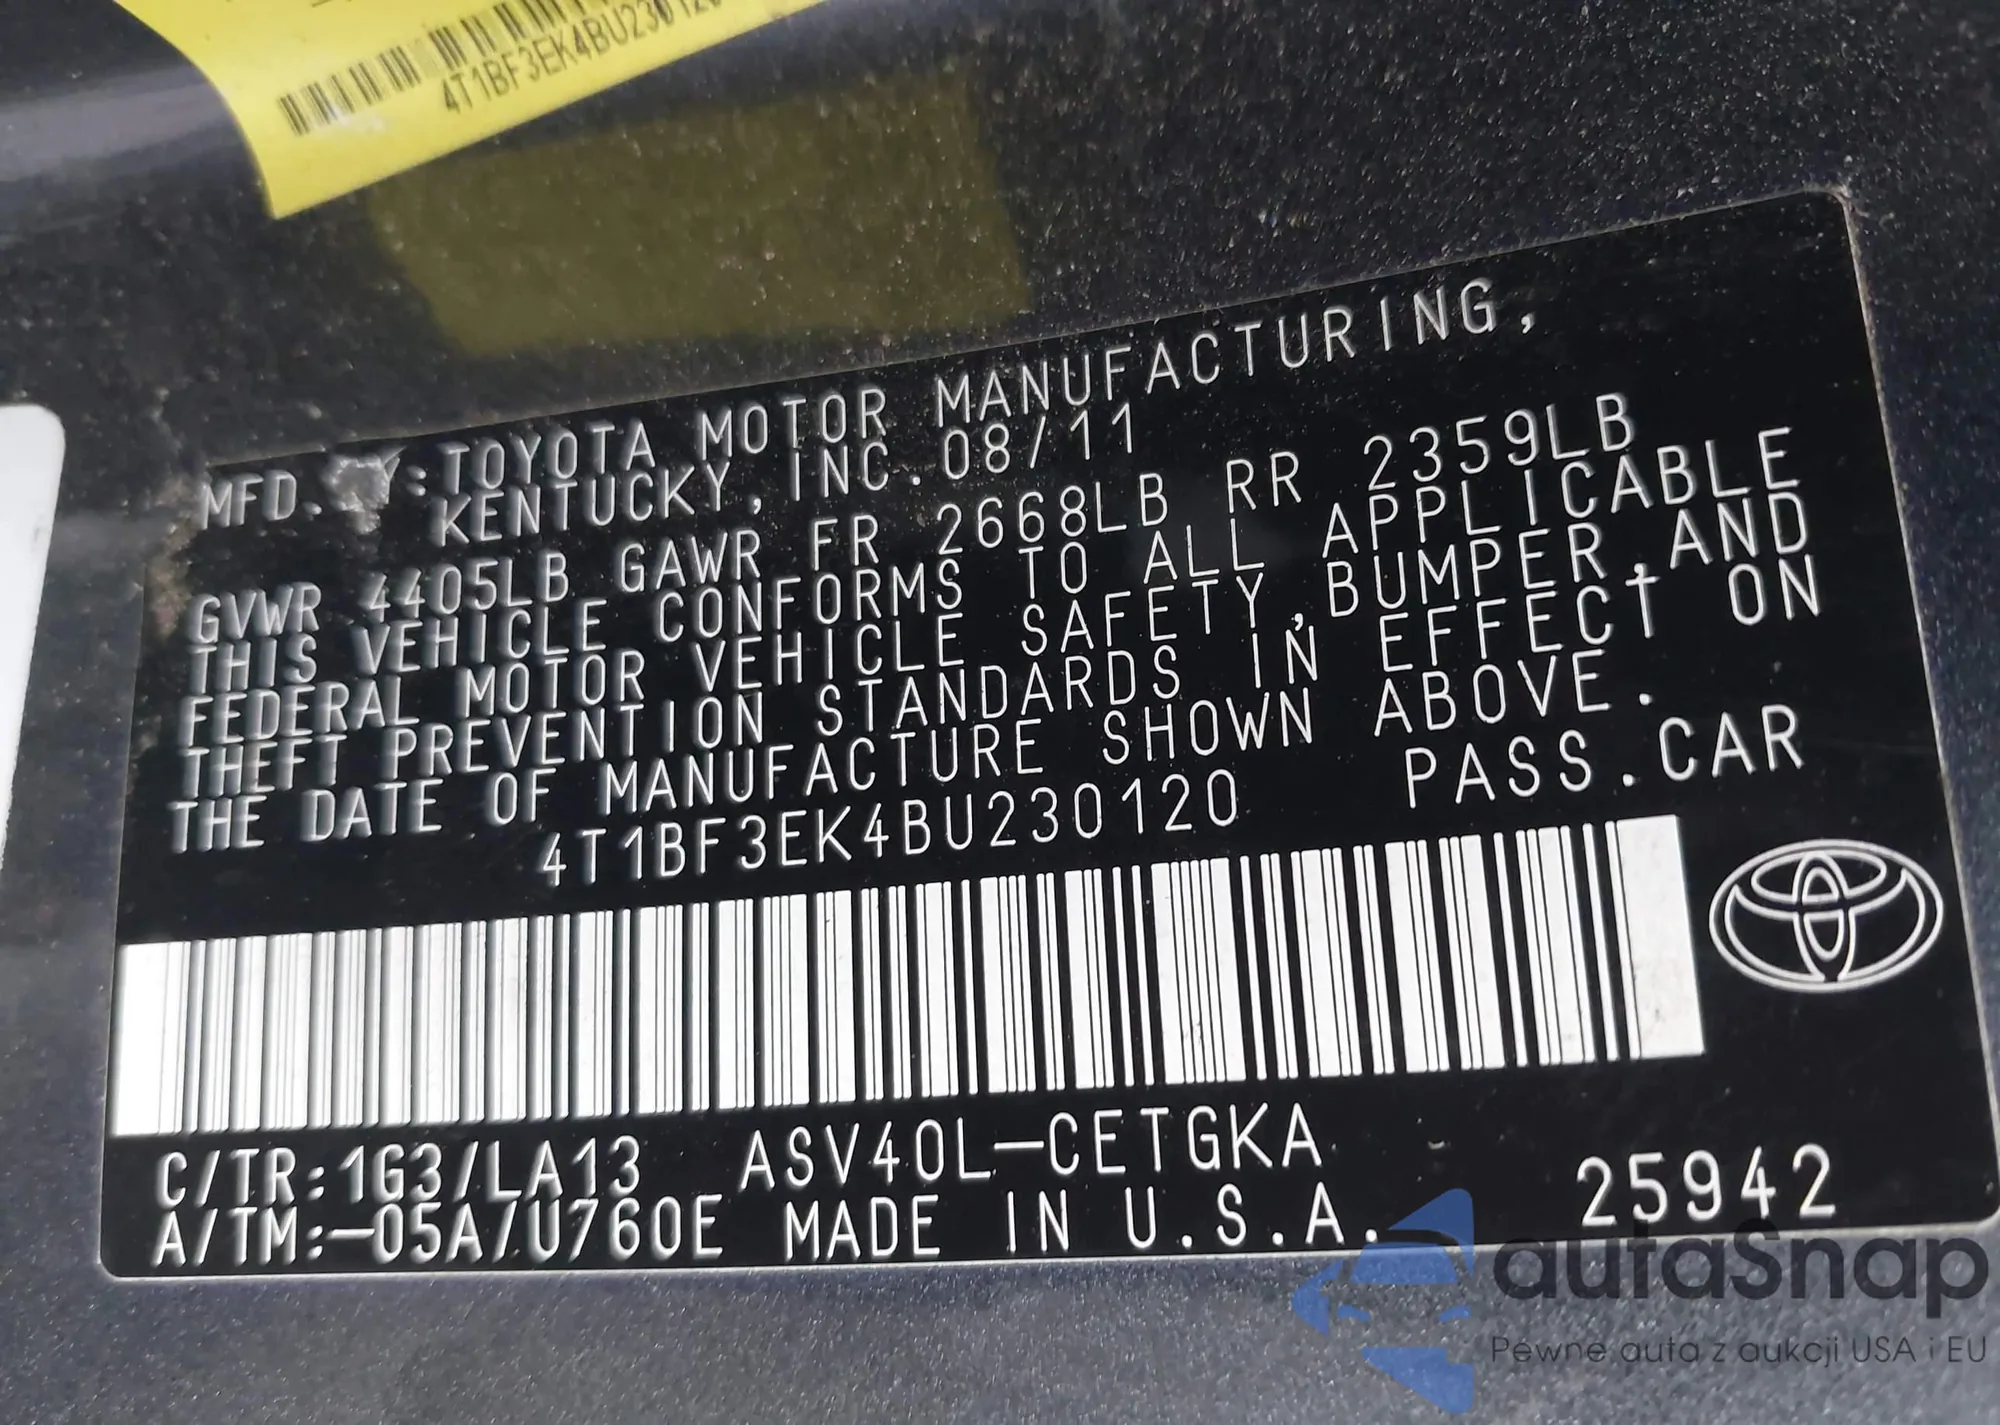 4T1BF3EK4BU230120
MFD. BY:TOYOTA MOTOR MANUFACTURING,
KENTUCKY, INC. 08/11
GVWR 4405LB GAWR FR 2668LB RR 2359LB
THIS VEHICLE CONFORMS TO ALL APPLICABLE
FEDERAL MOTOR VEHICLE SAFETY,BUMPER,AND
THEFT PREVENTION STANDARDS IN EFFECT ON
THE DATE OF MANUFACTURE SHOWN ABOVE.
4T1BF3EK4BU230120 PASS.CAR
C/TR:1G3/LA13 ASV40L-CETGKA
A/TM:-05A/U760E MADE IN U.S.A. 25942
autaSnap
Pewne auta z aukcji USA i EU